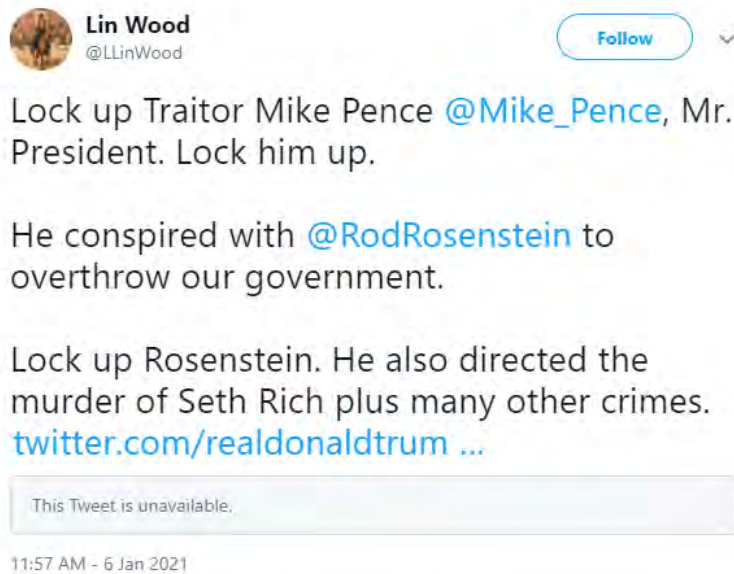 Lin Wood
@LLinWood
Follow
Lock up Traitor Mike Pence @Mike_Pence, Mr.
President. Lock him up.
He conspired with @RodRosenstein to
overthrow our government.
Lock up Rosenstein. He also directed the
murder of Seth Rich plus many other crimes.
twitter.com/realdonaldtrum ...
This Tweet is unavailable.
11:57 AM - 6 Jan 2021